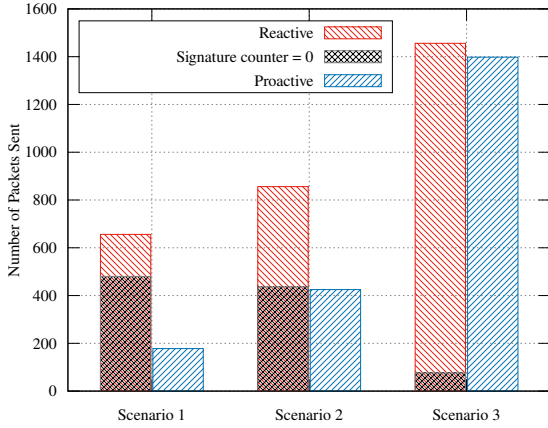 1600
1400
1200
1000
800
600
400
200
0
Number of Packets Sent
Reactive
Signature counter = 0
Proactive
Scenario 1
Scenario 2
Scenario 3